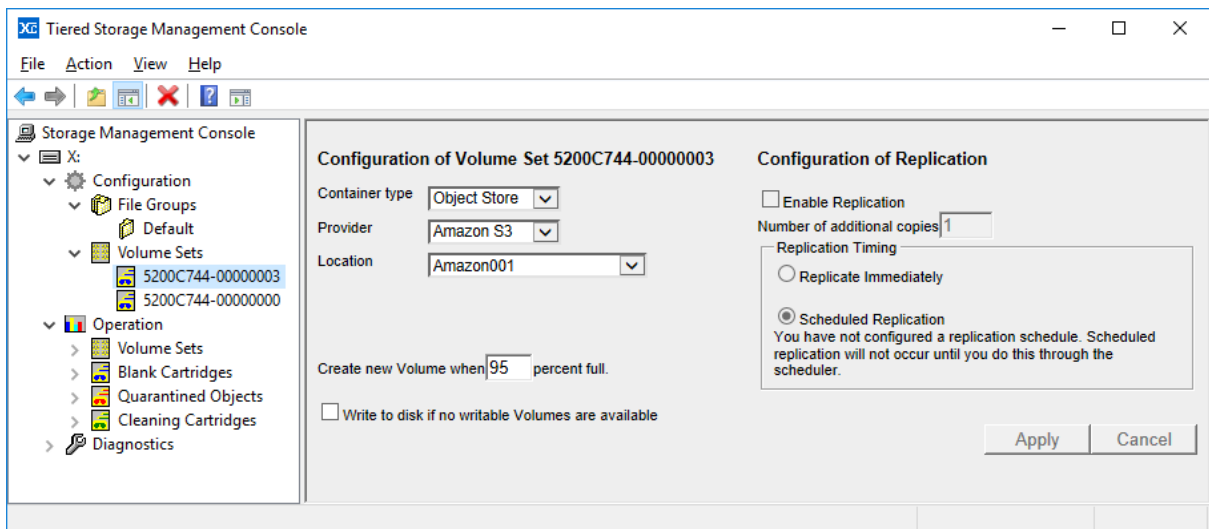 Tiered Storage Management Console
File Action View Help
Storage Management Console
X:
Configuration
File Groups
Default
Volume Sets
5200C744-00000003
5200C744-00000000
Operation
Volume Sets
Blank Cartridges
Quarantined Objects
Cleaning Cartridges
Diagnostics
Configuration of Volume Set 5200C744-00000003
Container type Object Store
Provider Amazon S3
Location Amazon001
Create new Volume when 95 percent full.
Write to disk if no writable Volumes are available
Configuration of Replication
Enable Replication
Number of additional copies 1
Replication Timing
Replicate Immediately
Scheduled Replication
You have not configured a replication schedule. Scheduled
replication will not occur until you do this through the
scheduler.
Apply Cancel